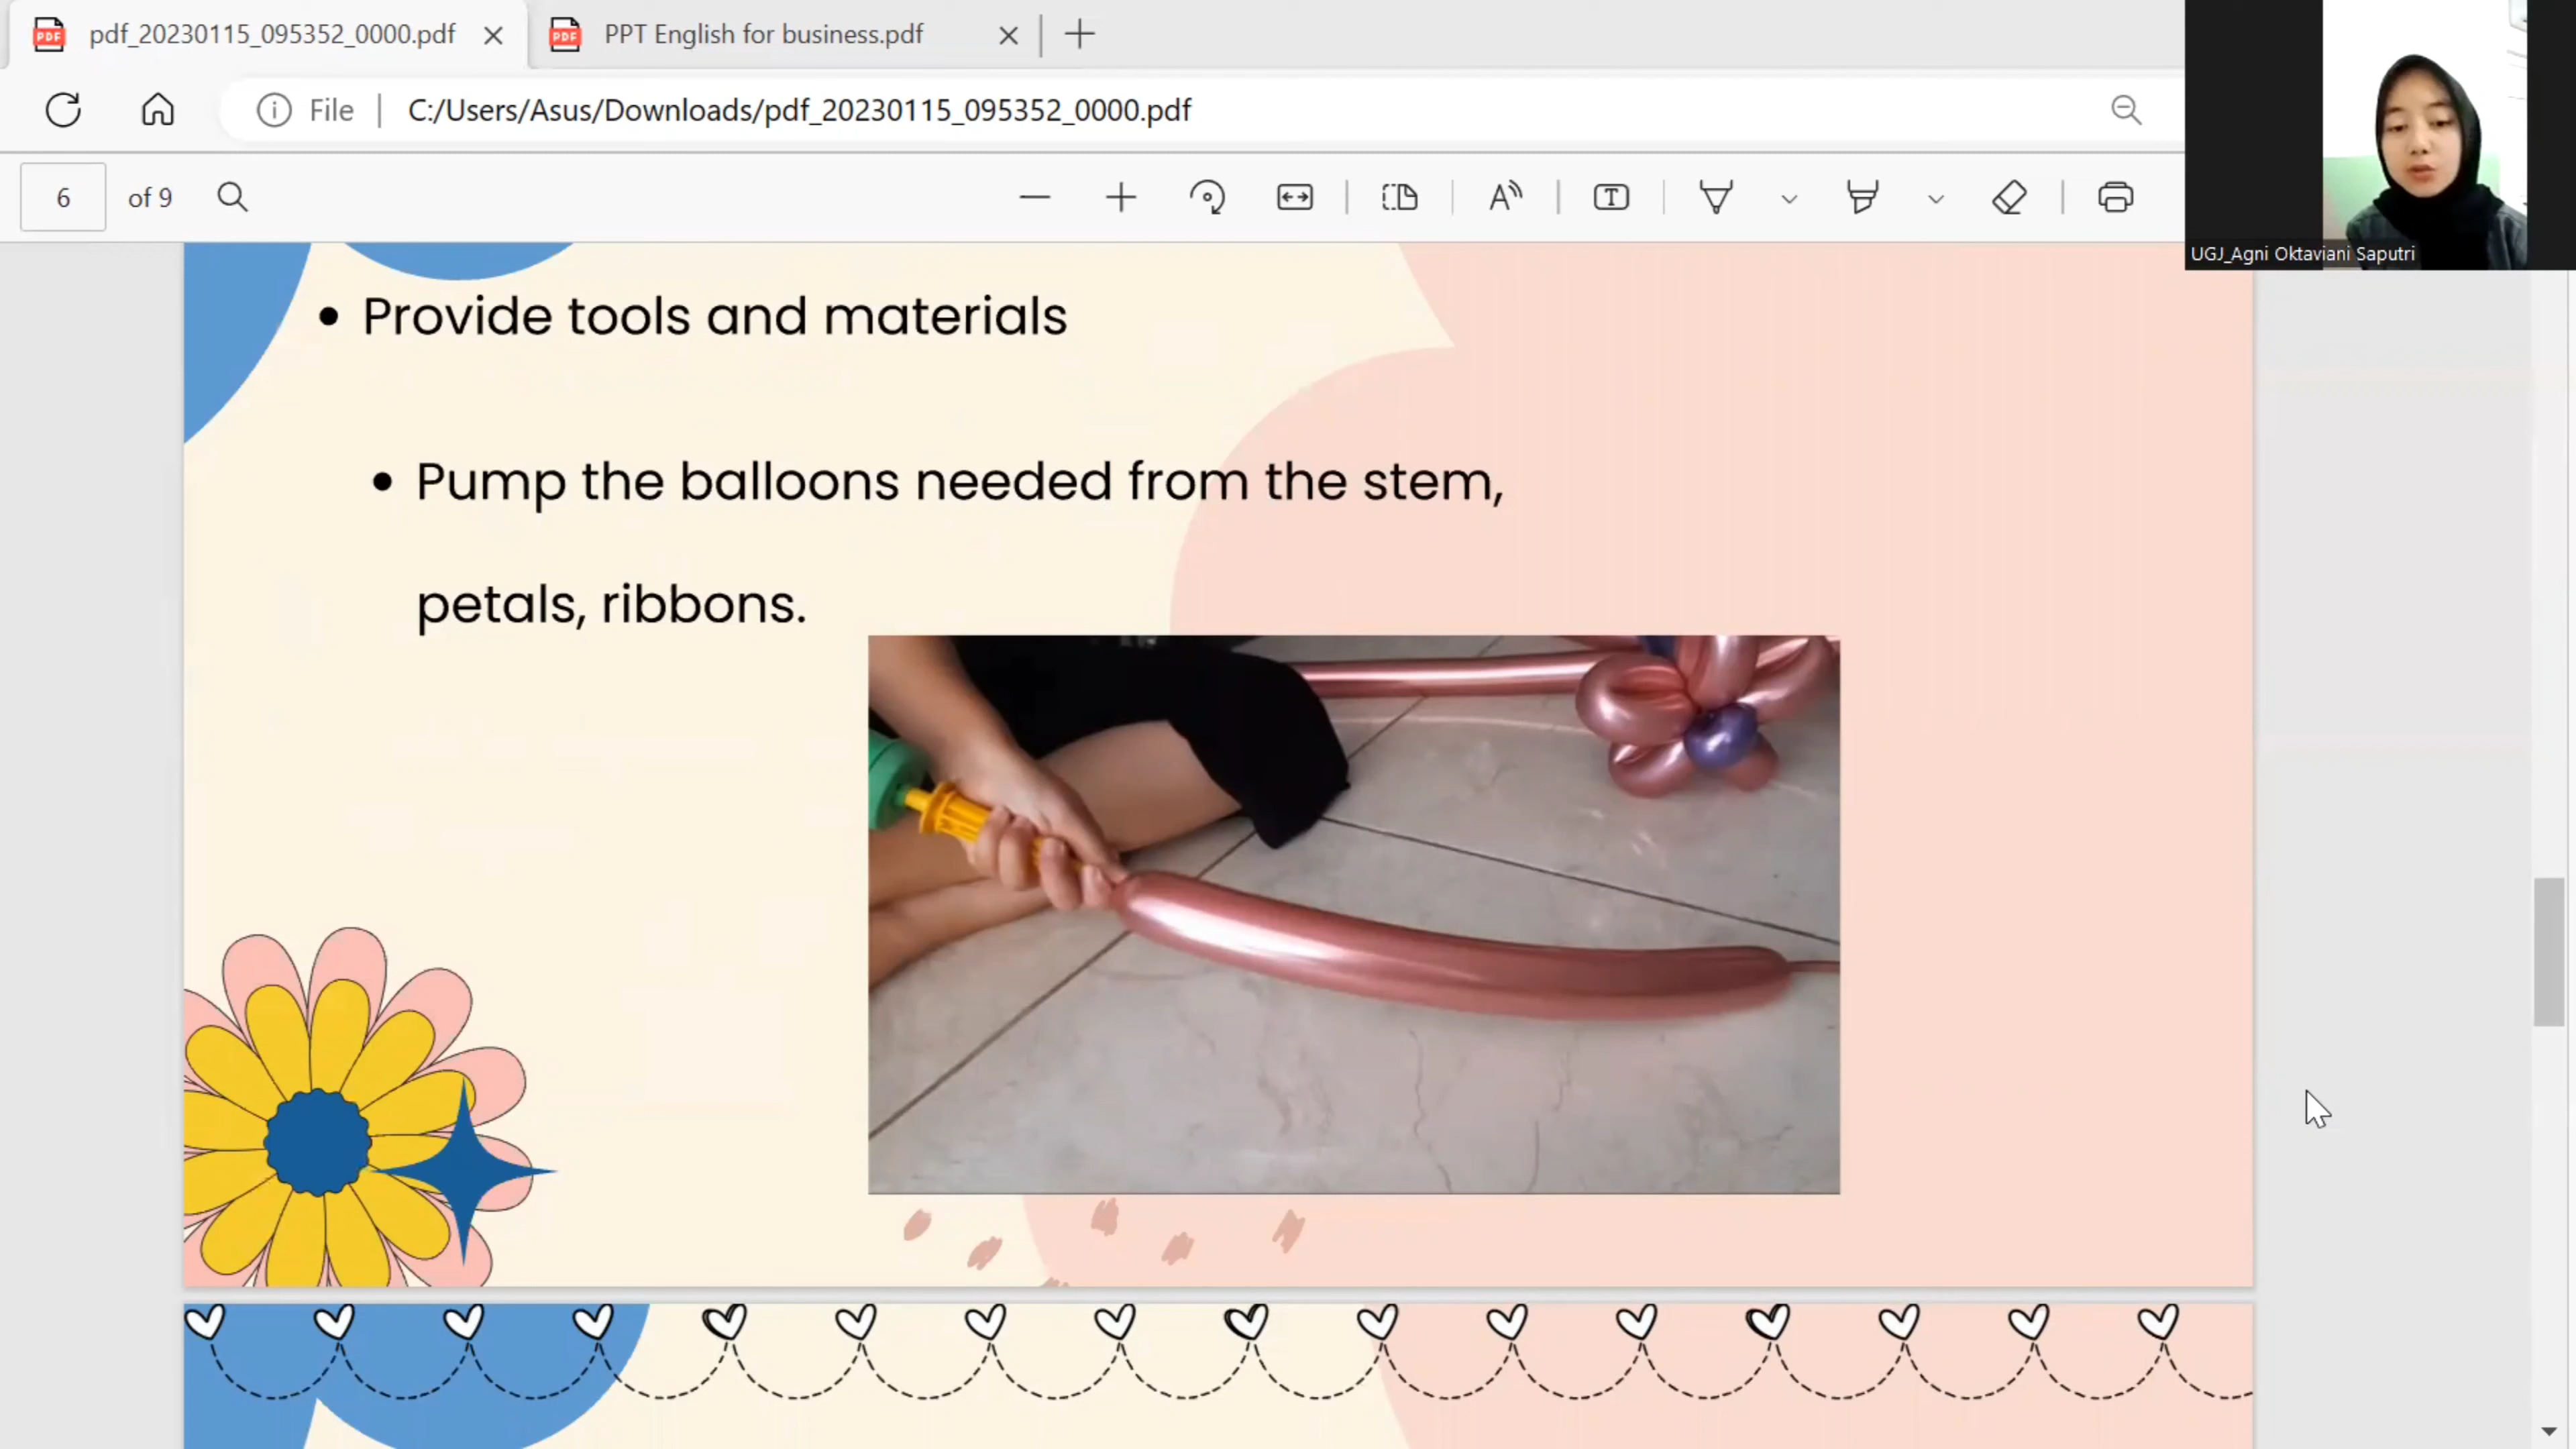 pdf_20230115_095352_0000.pdf
PPT English for business.pdf
File
C:/Users/Asus/Downloads/pdf_20230115_095352_0000.pdf
6 of 9
UGJ_Agni Oktaviani Saputri
• Provide tools and materials
• Pump the balloons needed from the stem,
petals, ribbons.